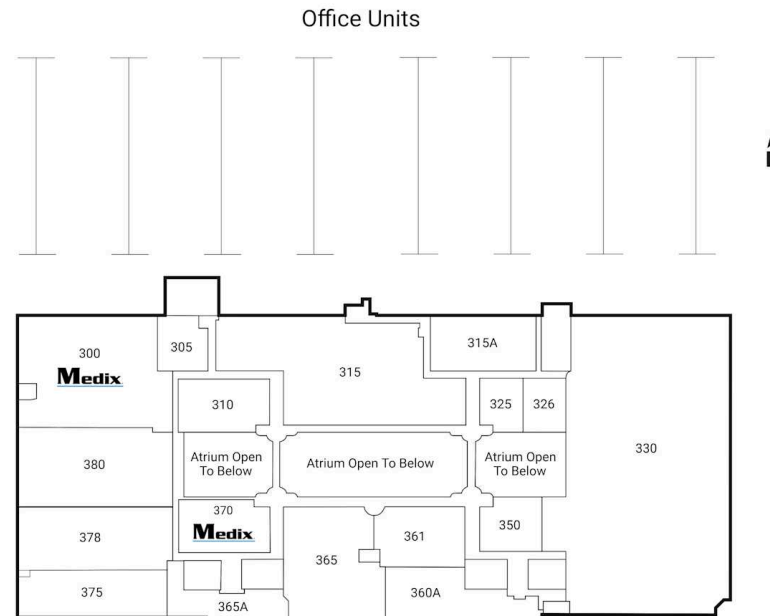 Office Units
300
Medix
305
315
315A
310
325
326
Atrium Open
To Below
Atrium Open To Below
Atrium Open
To Below
330
380
370
Medix
378
365
361
350
375
365A
360A